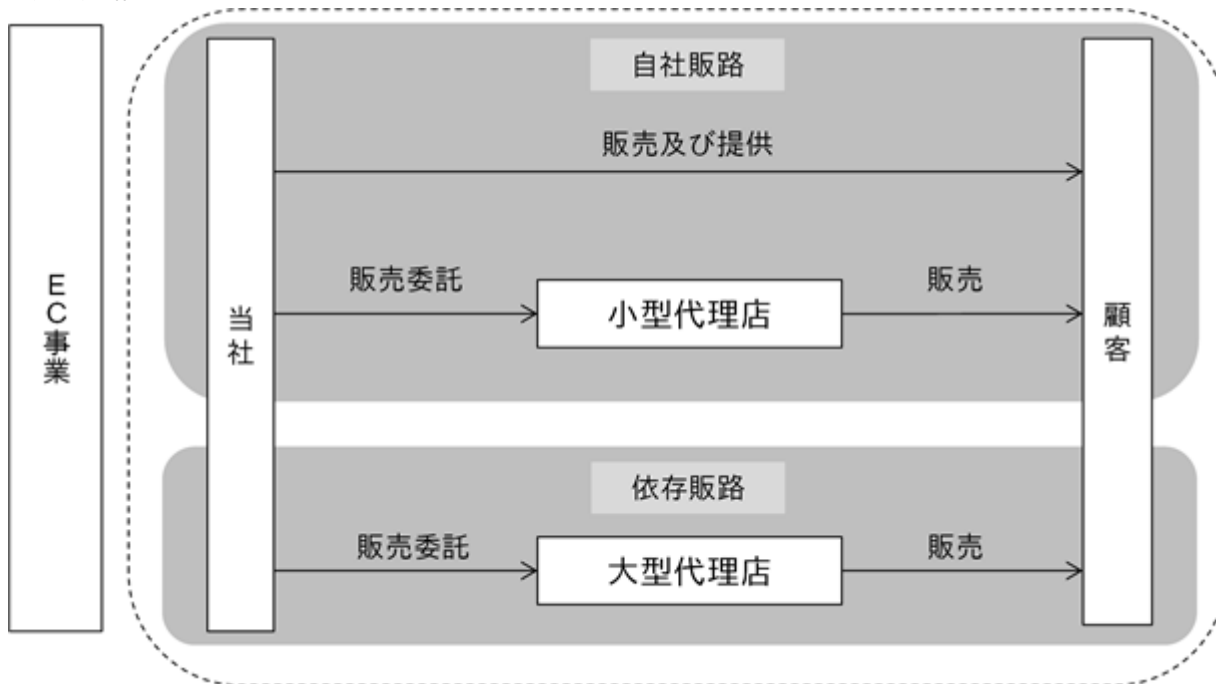 自社販路
販売及び提供
EC事業
当社
販売委託
小型代理店
販売
顧客
依存販路
販売委託
大型代理店
販売